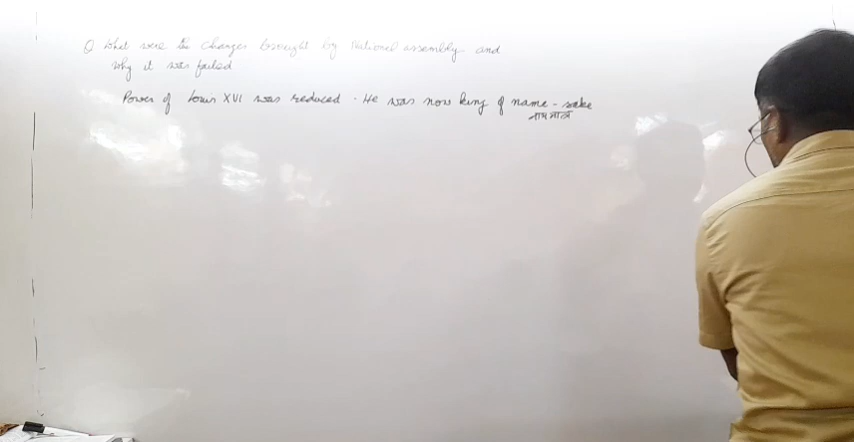 Q What were the changes brought by National assembly and
why it was failed
Power of Louis XVI was reduced. He was now king of name-sake
नाम मात्र